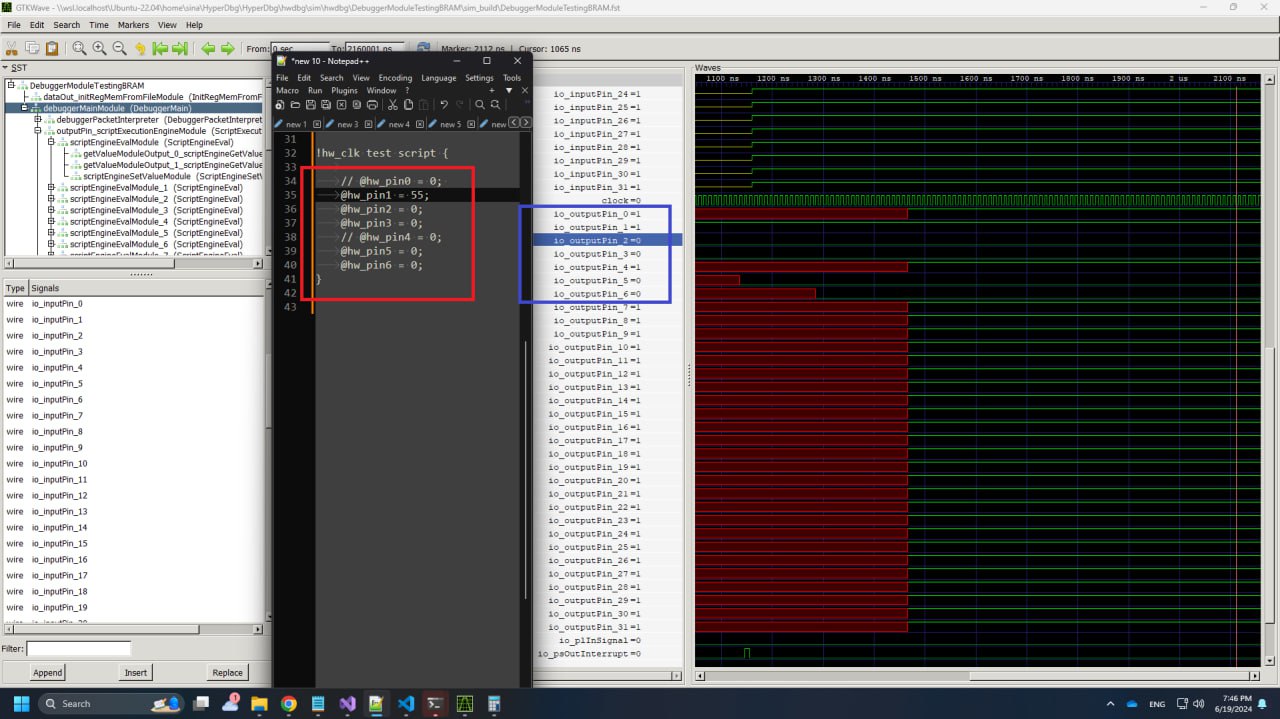 GTKWave - \\wsl.localhost\Ubuntu-22.04\home\sina\HyperDbg\HyperDbg\hwdbg\sim\hwdbg\DebuggerModuleTestingBRAM\sim_build\DebuggerModuleTestingBRAM.fst
File Edit Search Time Markers View Help
From: 0 sec To: 2160001 ns Marker: 2112 ns | Cursor: 1065 ns
SST
DebuggerModuleTestingBRAM
dataOut_initRegMemFromFileModule (InitRegMemFromF
debuggerMainModule (DebuggerMain)
debuggerPacketInterpreter (DebuggerPacketInterpreter
outputPin_scriptExecutionEngineModule (ScriptExecut
scriptEngineEvalModule (ScriptEngineEval)
getValueModuleOutput_0_scriptEngineGetValue
getValueModuleOutput_1_scriptEngineGetValue
scriptEngineSetValueModule (ScriptEngineSet\
scriptEngineEvalModule_1 (ScriptEngineEval)
scriptEngineEvalModule_2 (ScriptEngineEval)
scriptEngineEvalModule_3 (ScriptEngineEval)
scriptEngineEvalModule_4 (ScriptEngineEval)
scriptEngineEvalModule_5 (ScriptEngineEval)
scriptEngineEvalModule_6 (ScriptEngineEval)
Type Signals
wire io_inputPin_0
wire io_inputPin_1
wire io_inputPin_2
wire io_inputPin_3
wire io_inputPin_4
wire io_inputPin_5
wire io_inputPin_6
wire io_inputPin_7
wire io_inputPin_8
wire io_inputPin_9
wire io_inputPin_10
wire io_inputPin_11
wire io_inputPin_12
wire io_inputPin_13
wire io_inputPin_14
wire io_inputPin_15
wire io_inputPin_16
wire io_inputPin_17
wire io_inputPin_18
wire io_inputPin_19
Filter:
Append Insert Replace
*new 10 - Notepad++
File Edit Search View Encoding Language Settings Tools
Macro Run Plugins Window ? + ▼ X
new 1 new 3 new 4 new 5 new
31
32 !hw_clk test script {
33
34 // @hw_pin0 = 0;
35 @hw_pin1 = 55;
36 @hw_pin2 = 0;
37 @hw_pin3 = 0;
38 // @hw_pin4 = 0;
39 @hw_pin5 = 0;
40 @hw_pin6 = 0;
41 }
42
43
io_inputPin_24=1
io_inputPin_25=1
io_inputPin_26=1
io_inputPin_27=1
io_inputPin_28=1
io_inputPin_29=1
io_inputPin_30=1
io_inputPin_31=1
clock=0
io_outputPin_0=1
io_outputPin_1=1
io_outputPin_2=0
io_outputPin_3=0
io_outputPin_4=1
io_outputPin_5=0
io_outputPin_6=0
io_outputPin_7=1
io_outputPin_8=1
io_outputPin_9=1
io_outputPin_10=1
io_outputPin_11=1
io_outputPin_12=1
io_outputPin_13=1
io_outputPin_14=1
io_outputPin_15=1
io_outputPin_16=1
io_outputPin_17=1
io_outputPin_18=1
io_outputPin_19=1
io_outputPin_20=1
io_outputPin_21=1
io_outputPin_22=1
io_outputPin_23=1
io_outputPin_24=1
io_outputPin_25=1
io_outputPin_26=1
io_outputPin_27=1
io_outputPin_28=1
io_outputPin_29=1
io_outputPin_30=1
io_outputPin_31=1
io_plInSignal=0
io_psOutInterrupt=0
Waves
1100 ns 1200 ns 1300 ns 1400 ns 1500 ns 1600 ns 1700 ns 1800 ns 1900 ns 2 us 2100 ns
Search
1
ENG
7:46 PM
6/19/2024